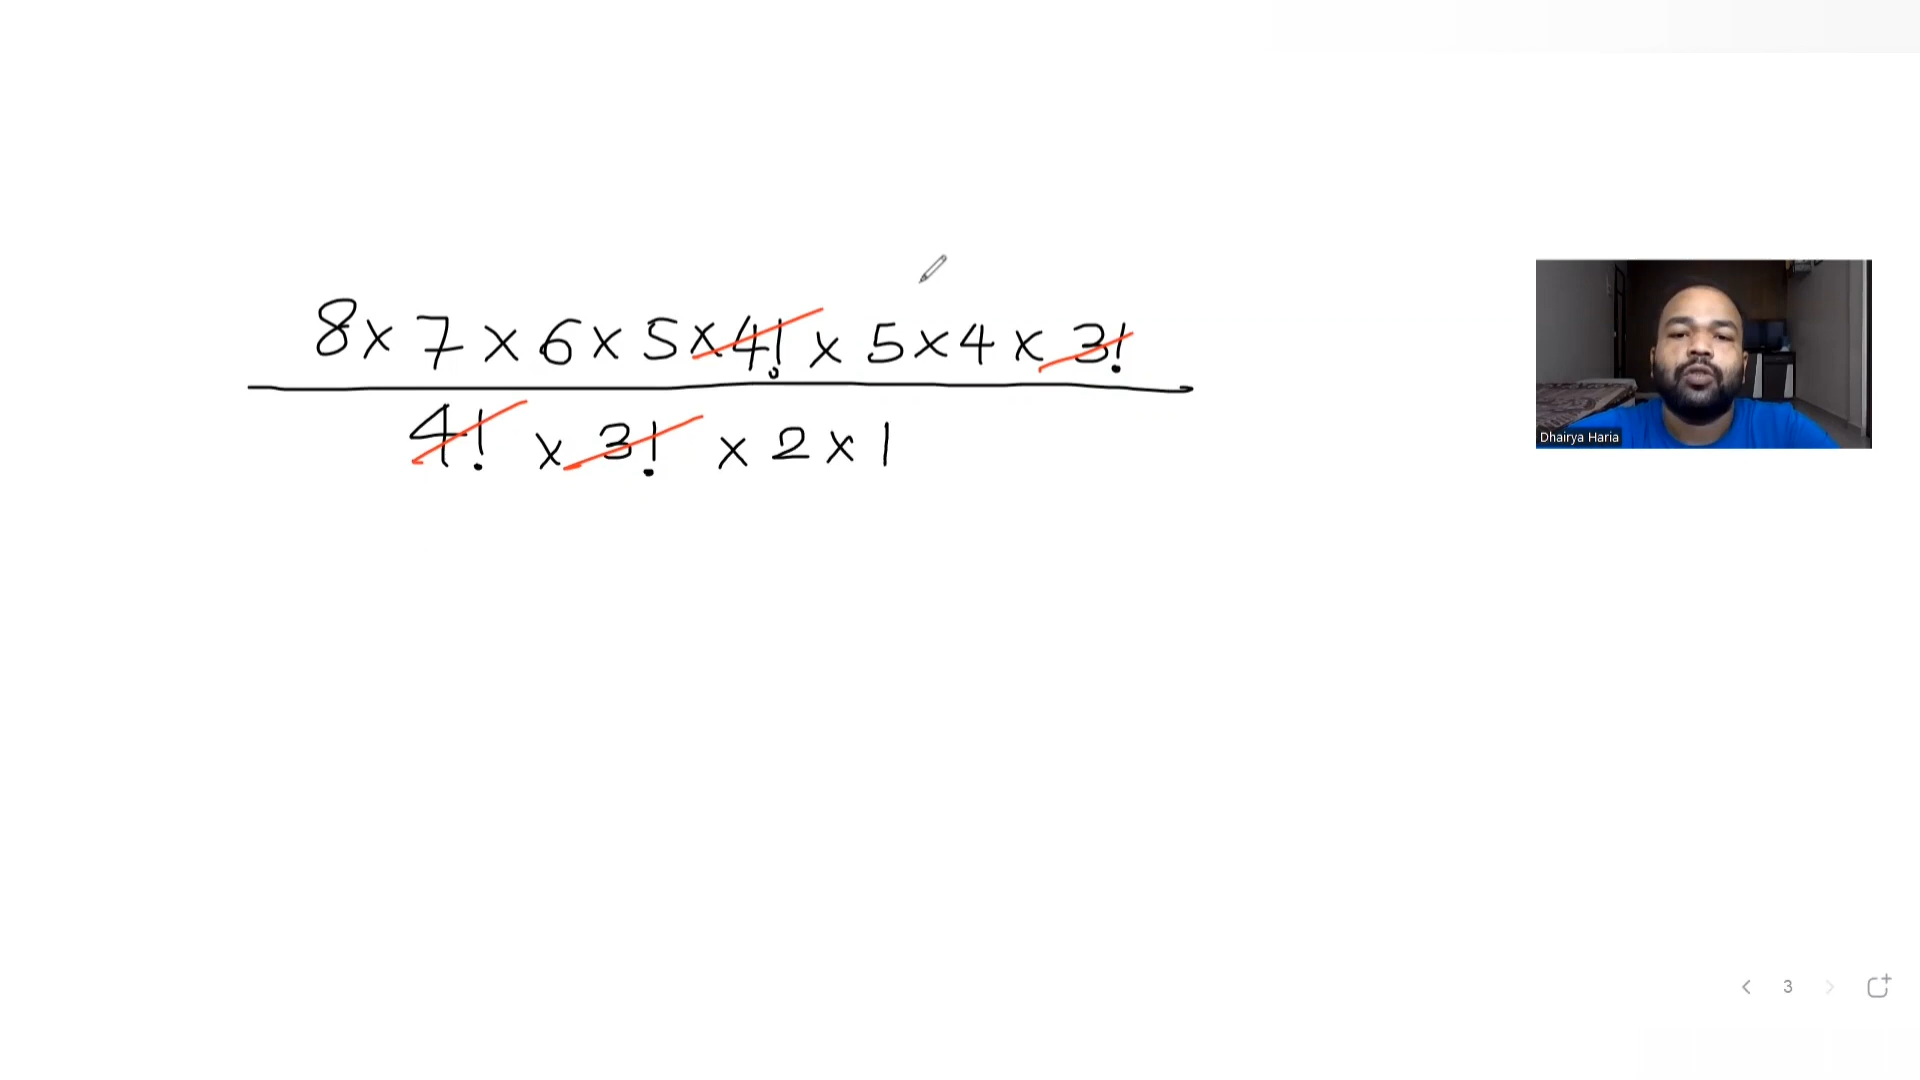 8 x 7 x 6 x 5 x 4! x 5 x 4 x 3!
4! x 3! x 2 x 1
Dhairya Haria
3